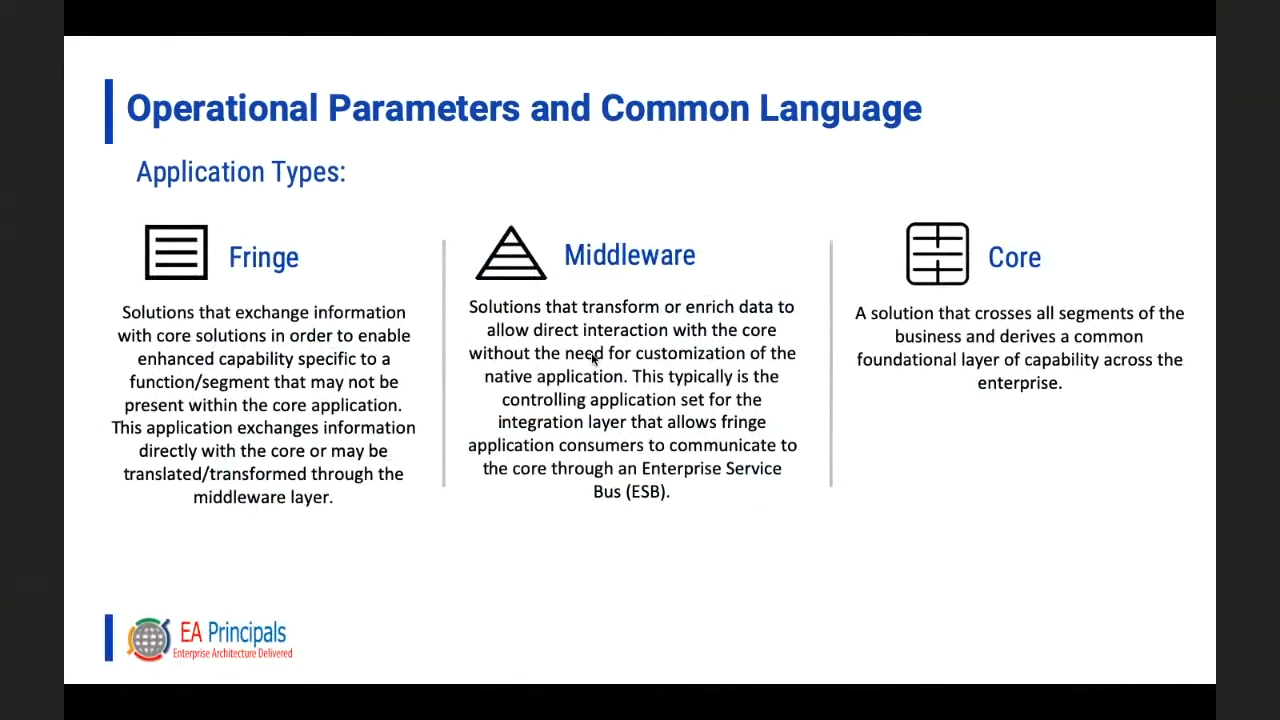 Operational Parameters and Common Language
Application Types:
Fringe
Solutions that exchange information
with core solutions in order to enable
enhanced capability specific to a
function/segment that may not be
present within the core application.
This application exchanges information
directly with the core or may be
translated/transformed through the
middleware layer.
Middleware
Solutions that transform or enrich data to
allow direct interaction with the core
without the need for customization of the
native application. This typically is the
controlling application set for the
integration layer that allows fringe
application consumers to communicate to
the core through an Enterprise Service
Bus (ESB).
Core
A solution that crosses all segments of the
business and derives a common
foundational layer of capability across the
enterprise.
EA Principals
Enterprise Architecture Delivered